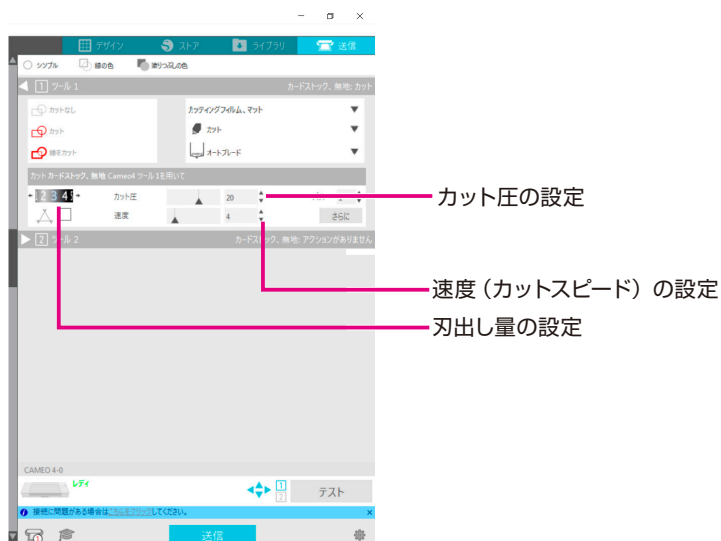 デザイン ストア ライブラリ 送信
シンプル 線の色 塗りつぶしの色
1 ツール 1 カードストック、無地: カット
カットなし カッティングフィルム、マット
カット カット
線をカット オートブレード
カット カードストック、無地 Cameo4 ツール 1を用いて
カット圧 20 カット圧の設定
速度 4 さらに
2 ツール 2 カードストック、無地: アクションがありません
速度（カットスピード）の設定
刃出し量の設定
CAMEO 4-0
レディ 1 2 テスト
接続に問題がある場合はこちらをクリックしてください。
送信